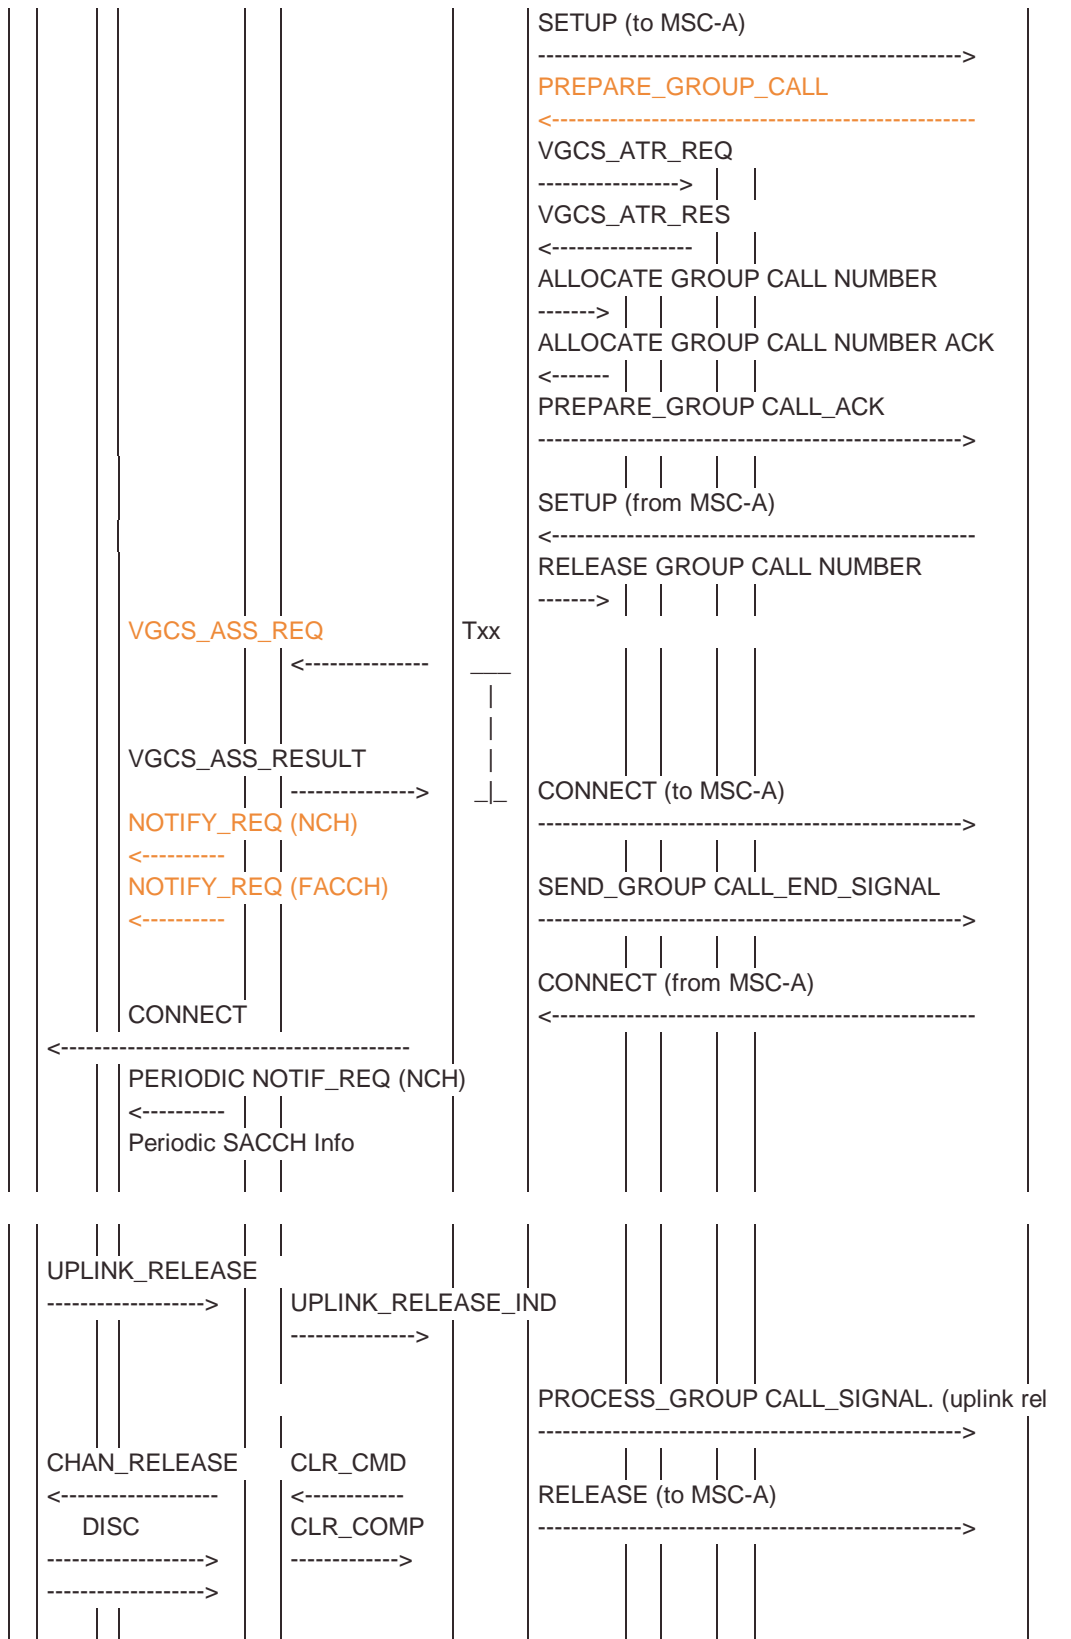 SETUP (to MSC-A)
--------------------------------------------------->
PREPARE_GROUP_CALL
<---------------------------------------------------
VGCS_ATR_REQ
----------------->
VGCS_ATR_RES
<-----------------
ALLOCATE GROUP CALL NUMBER
------->
ALLOCATE GROUP CALL NUMBER ACK
<-------
PREPARE_GROUP CALL_ACK
--------------------------------------------------->
SETUP (from MSC-A)
<---------------------------------------------------
RELEASE GROUP CALL NUMBER
------->
VGCS_ASS_REQ Txx
<---------------
VGCS_ASS_RESULT
---------------> CONNECT (to MSC-A)
NOTIFY_REQ (NCH) --------------------------------------------------->
<----------
NOTIFY_REQ (FACCH) SEND_GROUP CALL_END_SIGNAL
<---------- --------------------------------------------------->
CONNECT (from MSC-A)
CONNECT <---------------------------------------------------
<------------------------------------------
PERIODIC NOTIF_REQ (NCH)
<----------
Periodic SACCH Info
UPLINK_RELEASE
-------------------> UPLINK_RELEASE_IND
--------------->
PROCESS_GROUP CALL_SIGNAL. (uplink rel
--------------------------------------------------->
CHAN_RELEASE CLR_CMD
<------------------- <------------ RELEASE (to MSC-A)
DISC CLR_COMP --------------------------------------------------->
-------------------> ------------->
------------------->